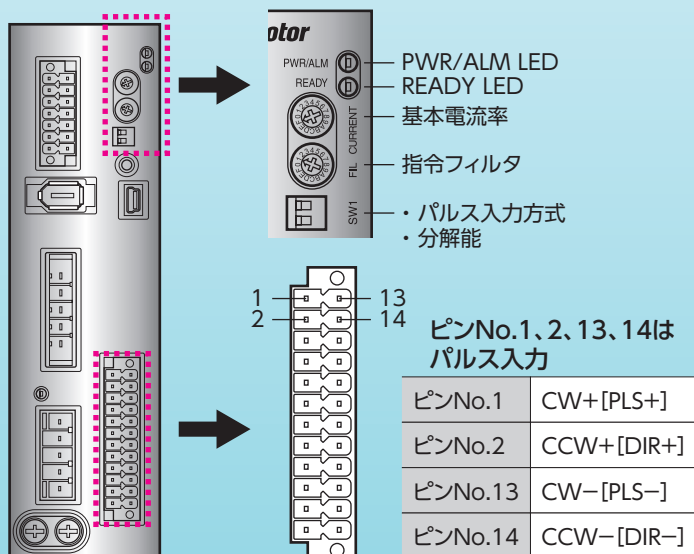 otor
PWR/ALM
READY
CURRENT
FIL
SW1
PWR/ALM LED
READY LED
基本電流率
指令フィルタ
・パルス入力方式
・分解能
1
2
13
14
ピンNo.1、2、13、14は
パルス入力
ピンNo.1 CW+[PLS+]
ピンNo.2 CCW+[DIR+]
ピンNo.13 CW−[PLS−]
ピンNo.14 CCW−[DIR−]